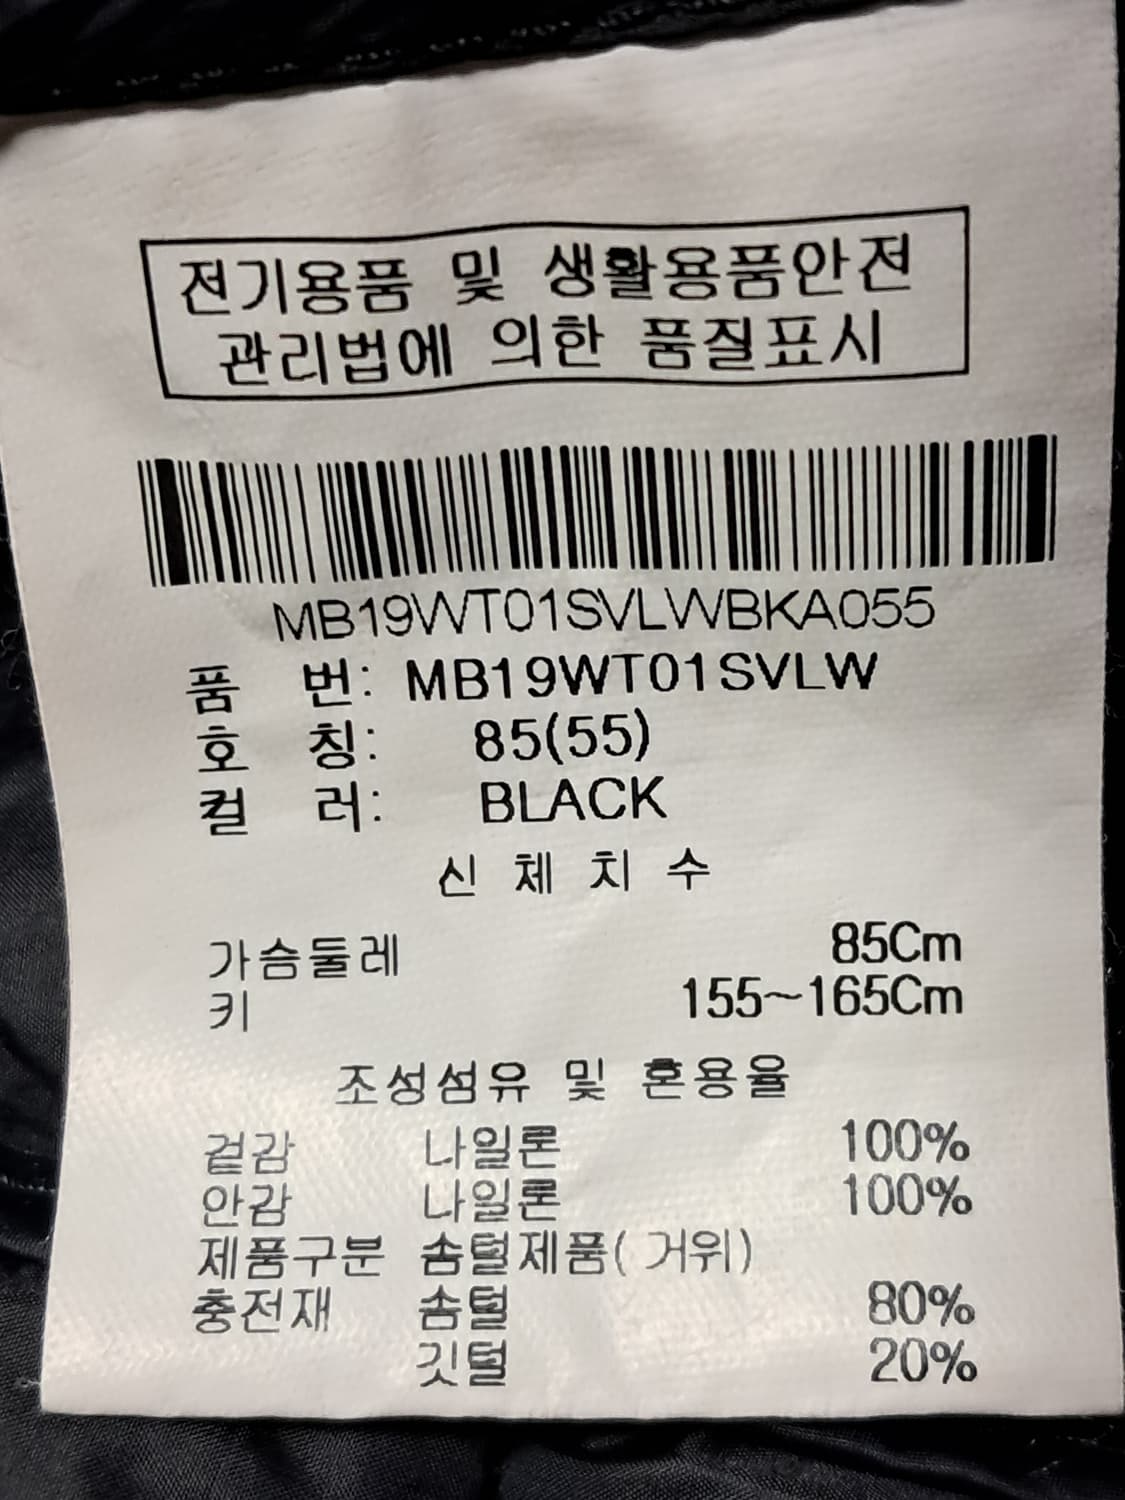 전기용품 및 생활용품안전
관리법에 의한 품질표시
MB19WT01SVLWBKA055
품 번: MB19WT01SVLW
호 칭: 85(55)
컬 러: BLACK
신 체 치 수
가슴둘레 85Cm
키 155~165Cm
조성섬유 및 혼용율
겉감 나일론 100%
안감 나일론 100%
제품구분 솜털제품( 거위)
충전재 솜털 80%
깃털 20%